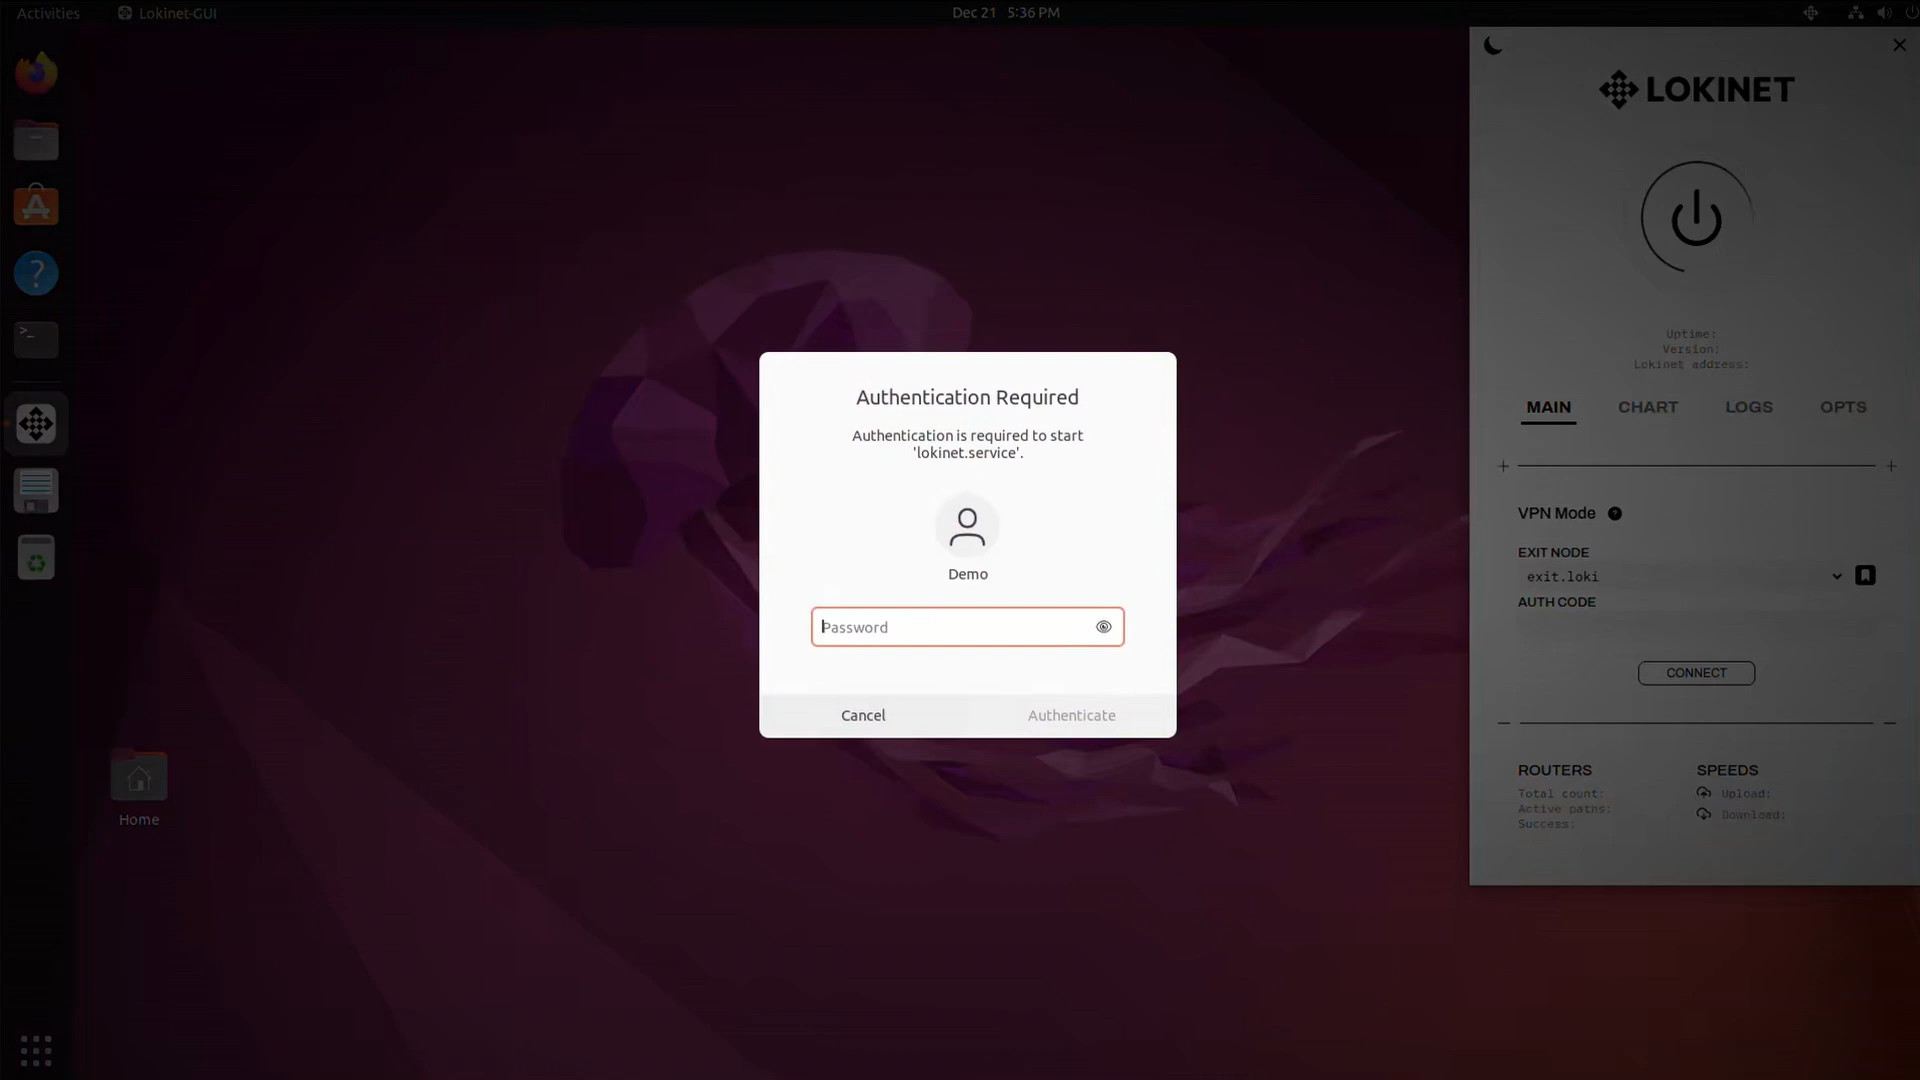 Activities
Lokinet-GUI
Dec 21 5:36 PM
LOKINET
Uptime:
Version:
Lokinet address:
MAIN
CHART
LOGS
OPTS
VPN Mode
EXIT NODE
exit.loki
AUTH CODE
CONNECT
ROUTERS
Total count:
Active paths:
Success:
SPEEDS
Upload:
Download:
Authentication Required
Authentication is required to start
'lokinet.service'.
Demo
Password
Cancel
Authenticate
Home